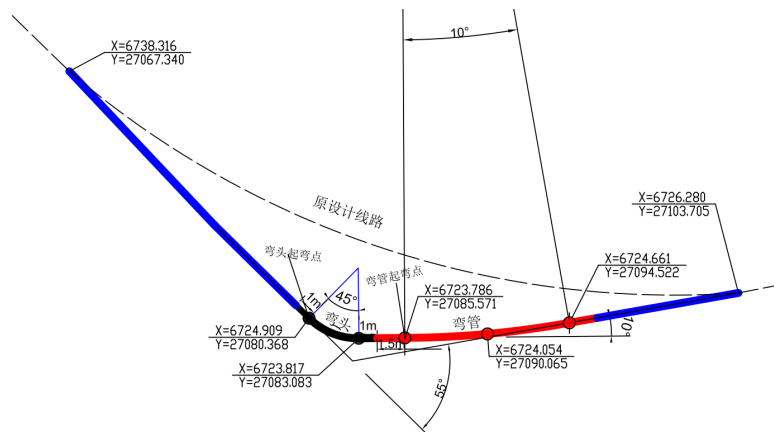 X=6738.316
Y=27067.340
10°
原设计线路
X=6726.280
Y=27103.705
弯头起弯点
弯管起弯点
X=6724.661
Y=27094.522
X=6723.786
Y=27085.571
1m
45°
X=6724.909
Y=27080.368
弯头
1m
弯管
10°
1.5m
X=6723.817
Y=27083.083
X=6724.054
Y=27090.065
55°